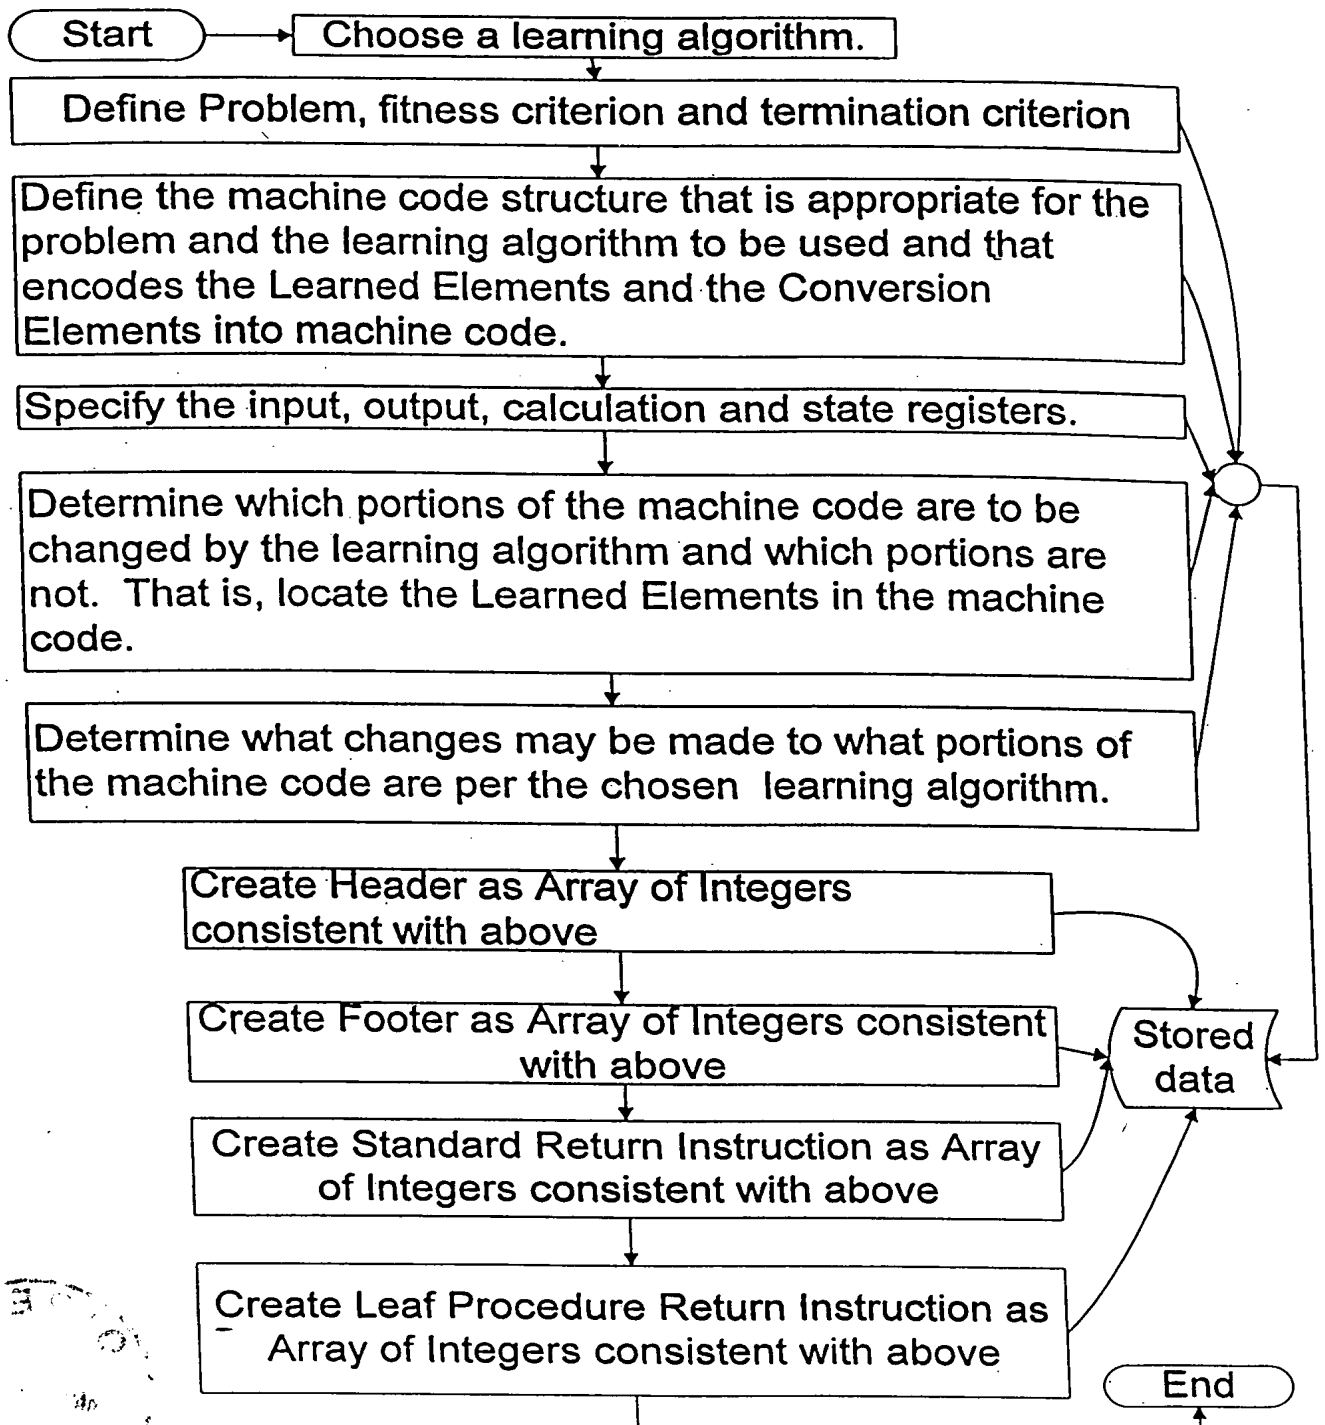 Start
Choose a learning algorithm.
Define Problem, fitness criterion and termination criterion
Define the machine code structure that is appropriate for the
problem and the learning algorithm to be used and that
encodes the Learned Elements and the Conversion
Elements into machine code.
Specify the input, output, calculation and state registers.
Determine which portions of the machine code are to be
changed by the learning algorithm and which portions are
not. That is, locate the Learned Elements in the machine
code.
Determine what changes may be made to what portions of
the machine code are per the chosen learning algorithm.
Create Header as Array of Integers
consistent with above
Create Footer as Array of Integers consistent
with above
Stored
data
Create Standard Return Instruction as Array
of Integers consistent with above
Create Leaf Procedure Return Instruction as
Array of Integers consistent with above
End